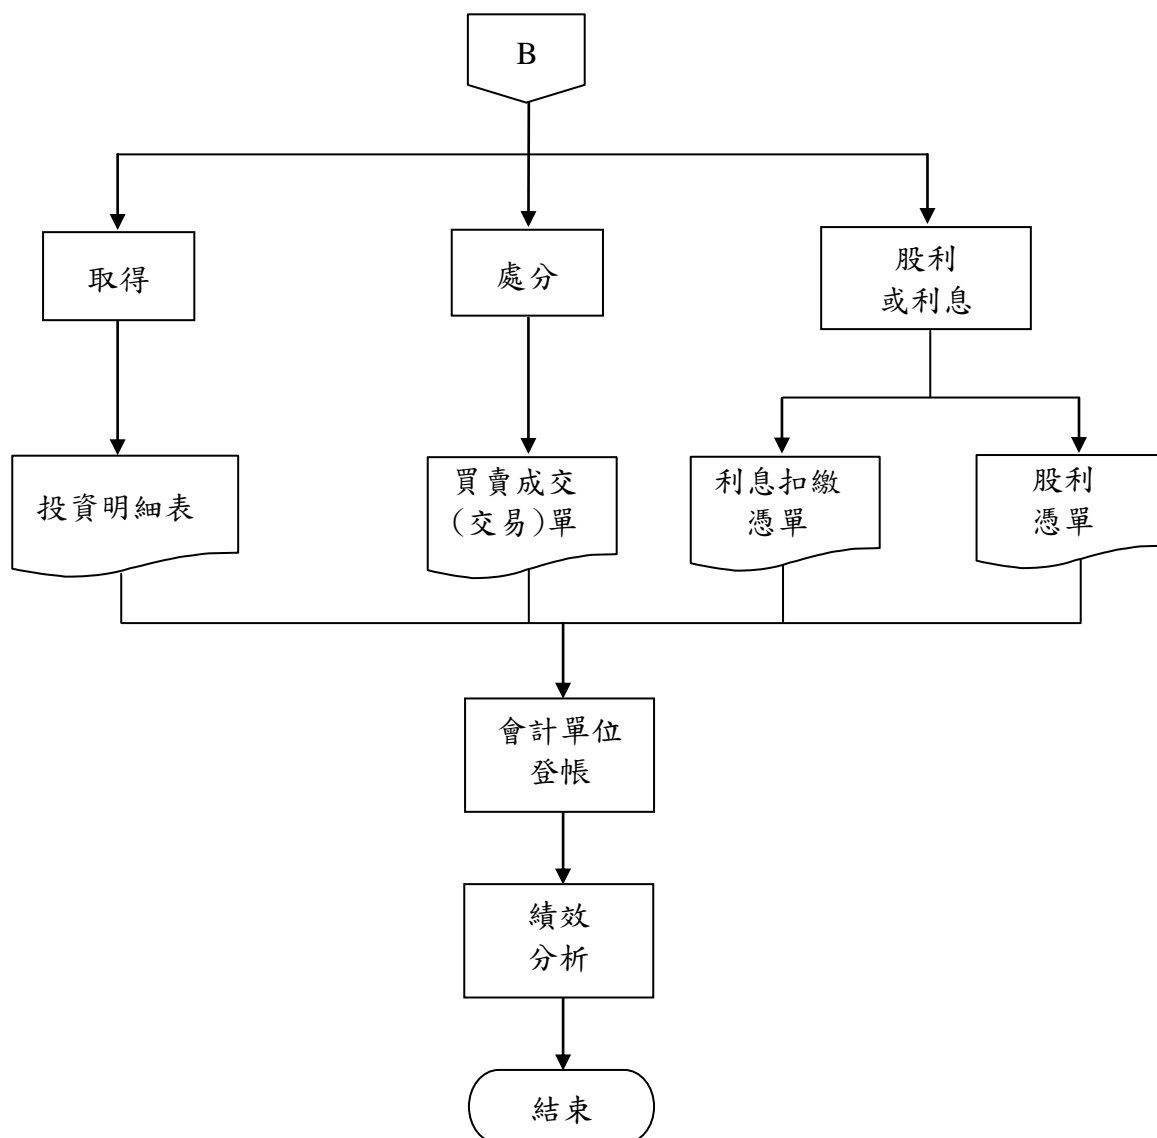 B
取得
處分
股利
或利息
投資明細表
買賣成交
(交易)單
利息扣繳
憑單
股利
憑單
會計單位
登帳
績效
分析
結束